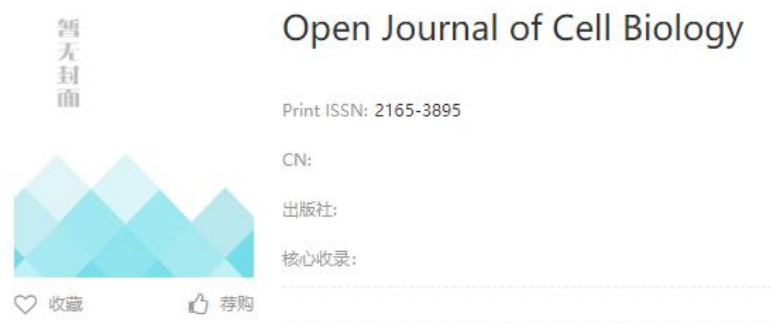 暂无封面
Open Journal of Cell Biology
Print ISSN: 2165-3895
CN:
出版社:
核心收录:
收藏
荐购